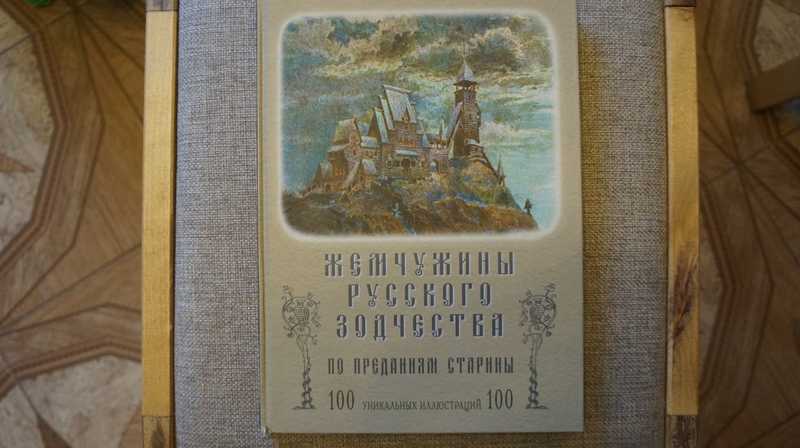 ЖЕМЧУЖИНЫ
РУССКОГО
ЗОДЧЕСТВА
ПО ПРЕДАНИЯМ СТАРИНЫ
100 УНИКАЛЬНЫХ ИЛЛЮСТРАЦИЙ 100